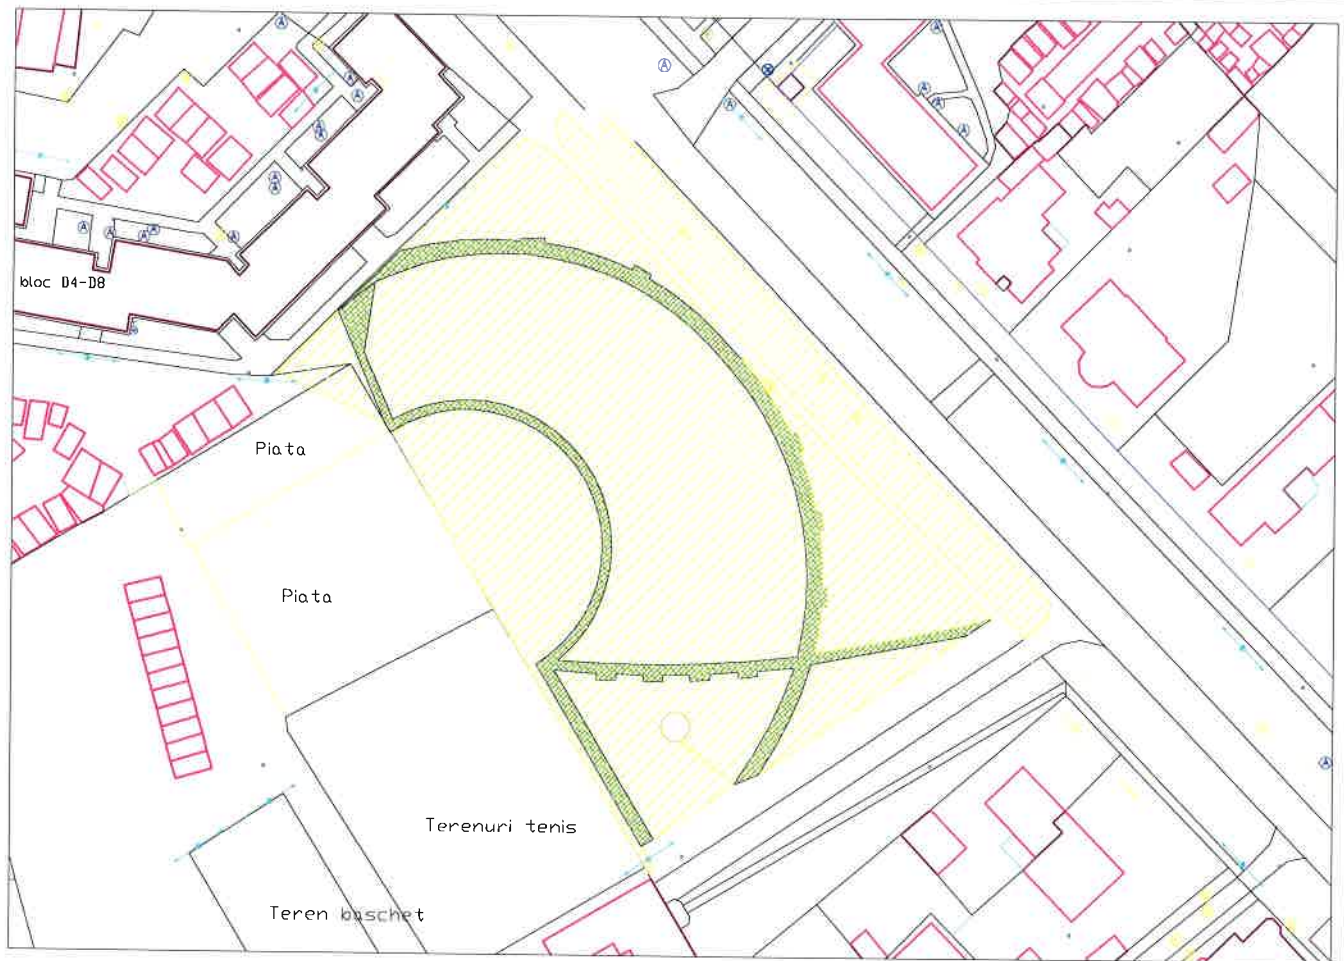 bloc D4-D8
Piata
Piata
Terenuri tenis
Teren baschet